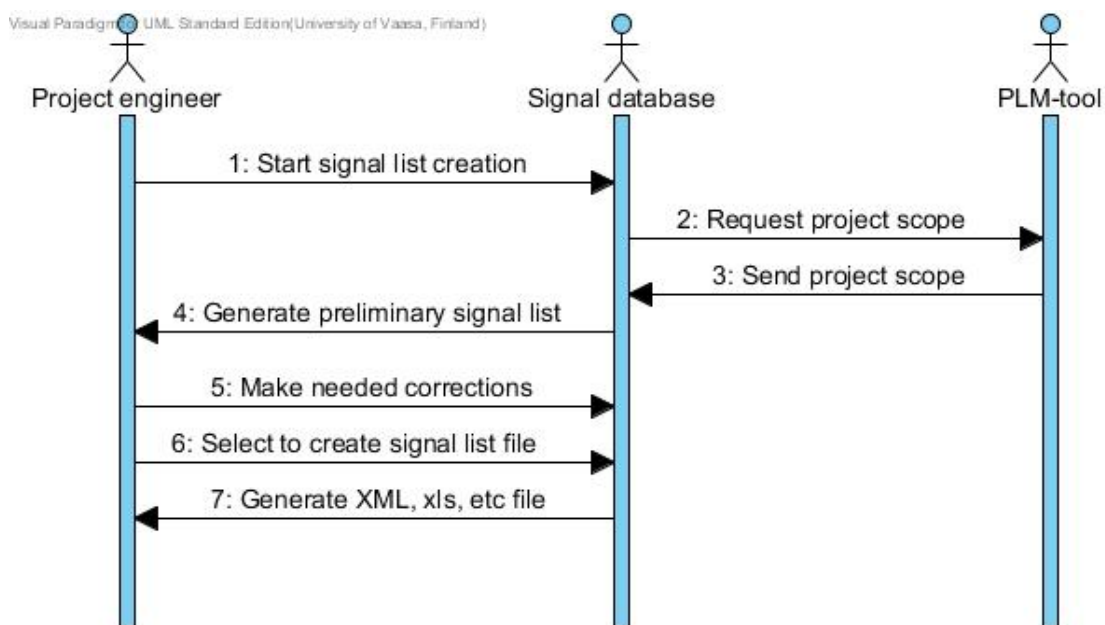 Visual Paradigm for UML Standard Edition(University of Vaasa, Finland)
Project engineer
Signal database
PLM-tool
1: Start signal list creation
2: Request project scope
3: Send project scope
4: Generate preliminary signal list
5: Make needed corrections
6: Select to create signal list file
7: Generate XML, xls, etc file